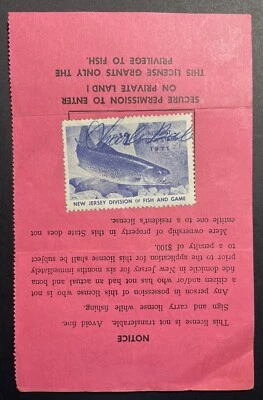 NOTICE
This license is not transferable. Avoid fine.
Sign and carry while fishing.
Any person in possession of this license who is not
a citizen and/or who has not had an actual and bona
fide domicile in New Jersey for six months immediately
prior to the application for this license shall be subject
to a penalty of $100.
Mere ownership of property in this State does not
entitle one to a resident's license.
1971
NEW JERSEY DIVISION of FISH AND GAME
SECURE PERMISSION TO ENTER
ON PRIVATE LAND !
THIS LICENSE GRANTS ONLY THE
PRIVILEGE TO FISH.